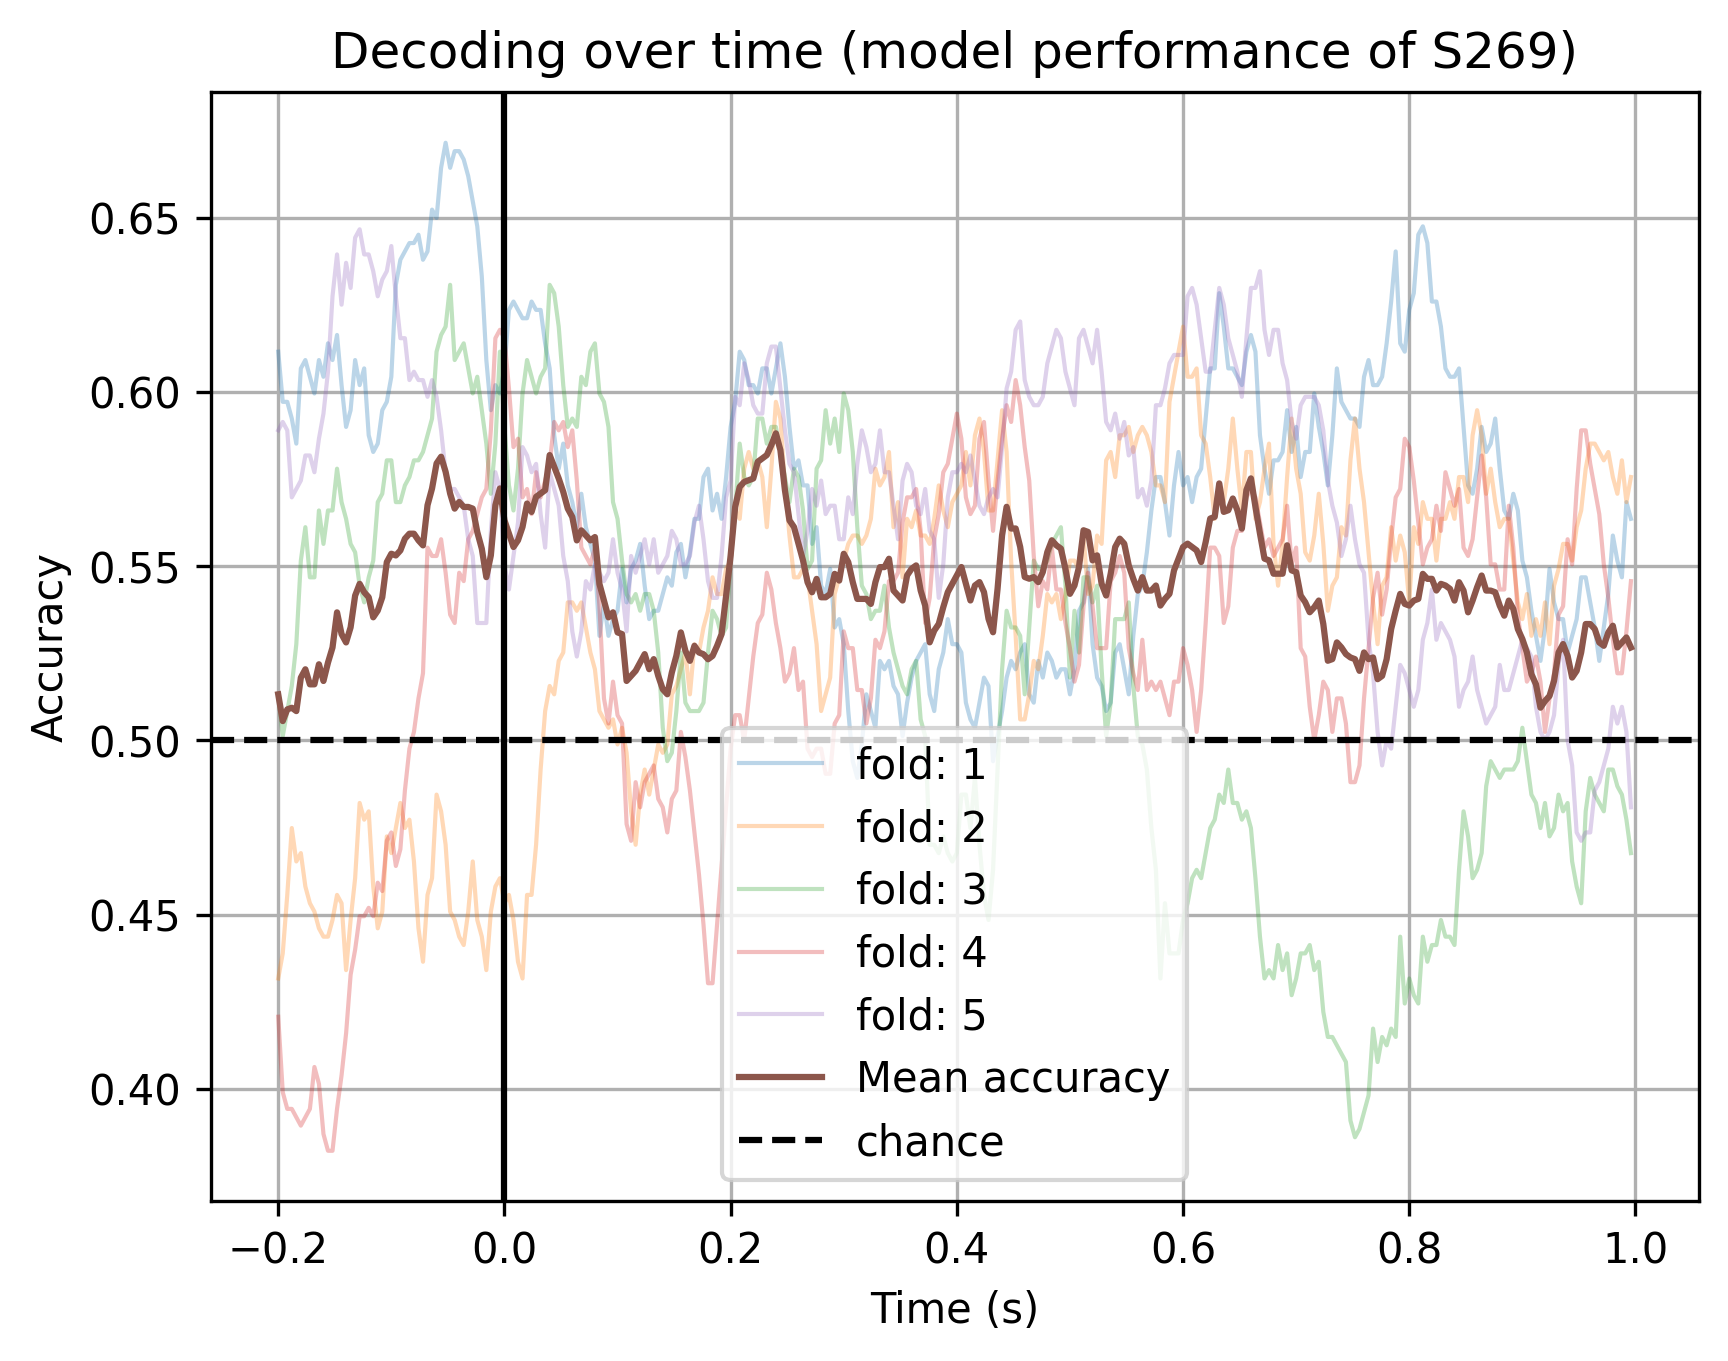 Decoding over time (model performance of S269)
Accuracy
0.65
0.60
0.55
0.50
0.45
0.40
fold: 1
fold: 2
fold: 3
fold: 4
fold: 5
Mean accuracy
chance
−0.2
0.0
0.2
0.4
0.6
0.8
1.0
Time (s)